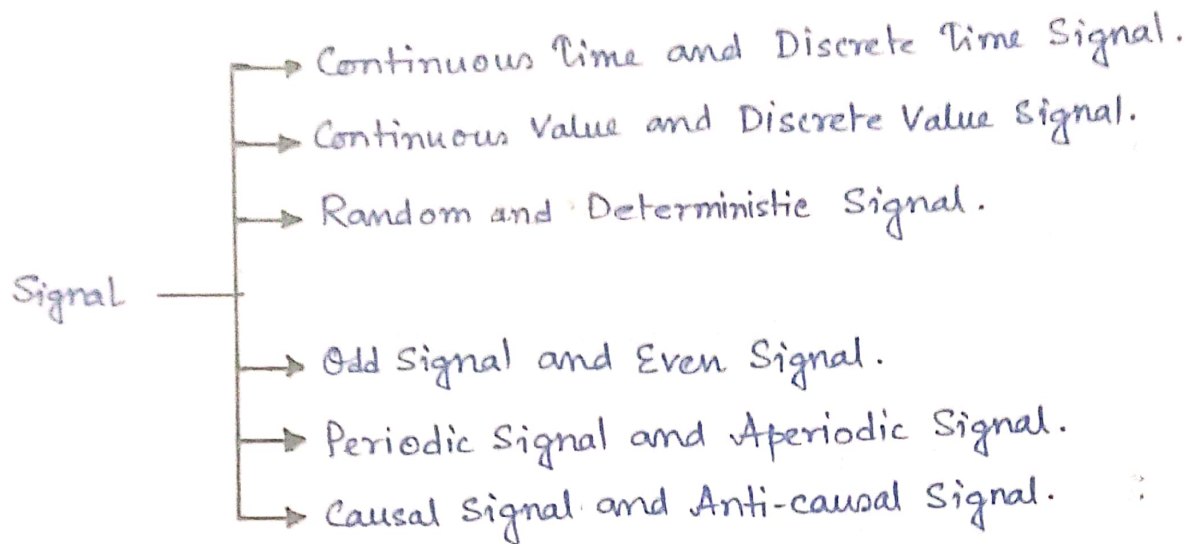 Continuous Time and Discrete Time Signal.
Continuous Value and Discrete Value Signal.
Random and Deterministic Signal.
Signal
Odd Signal and Even Signal.
Periodic Signal and Aperiodic Signal.
Causal Signal and Anti-causal Signal.